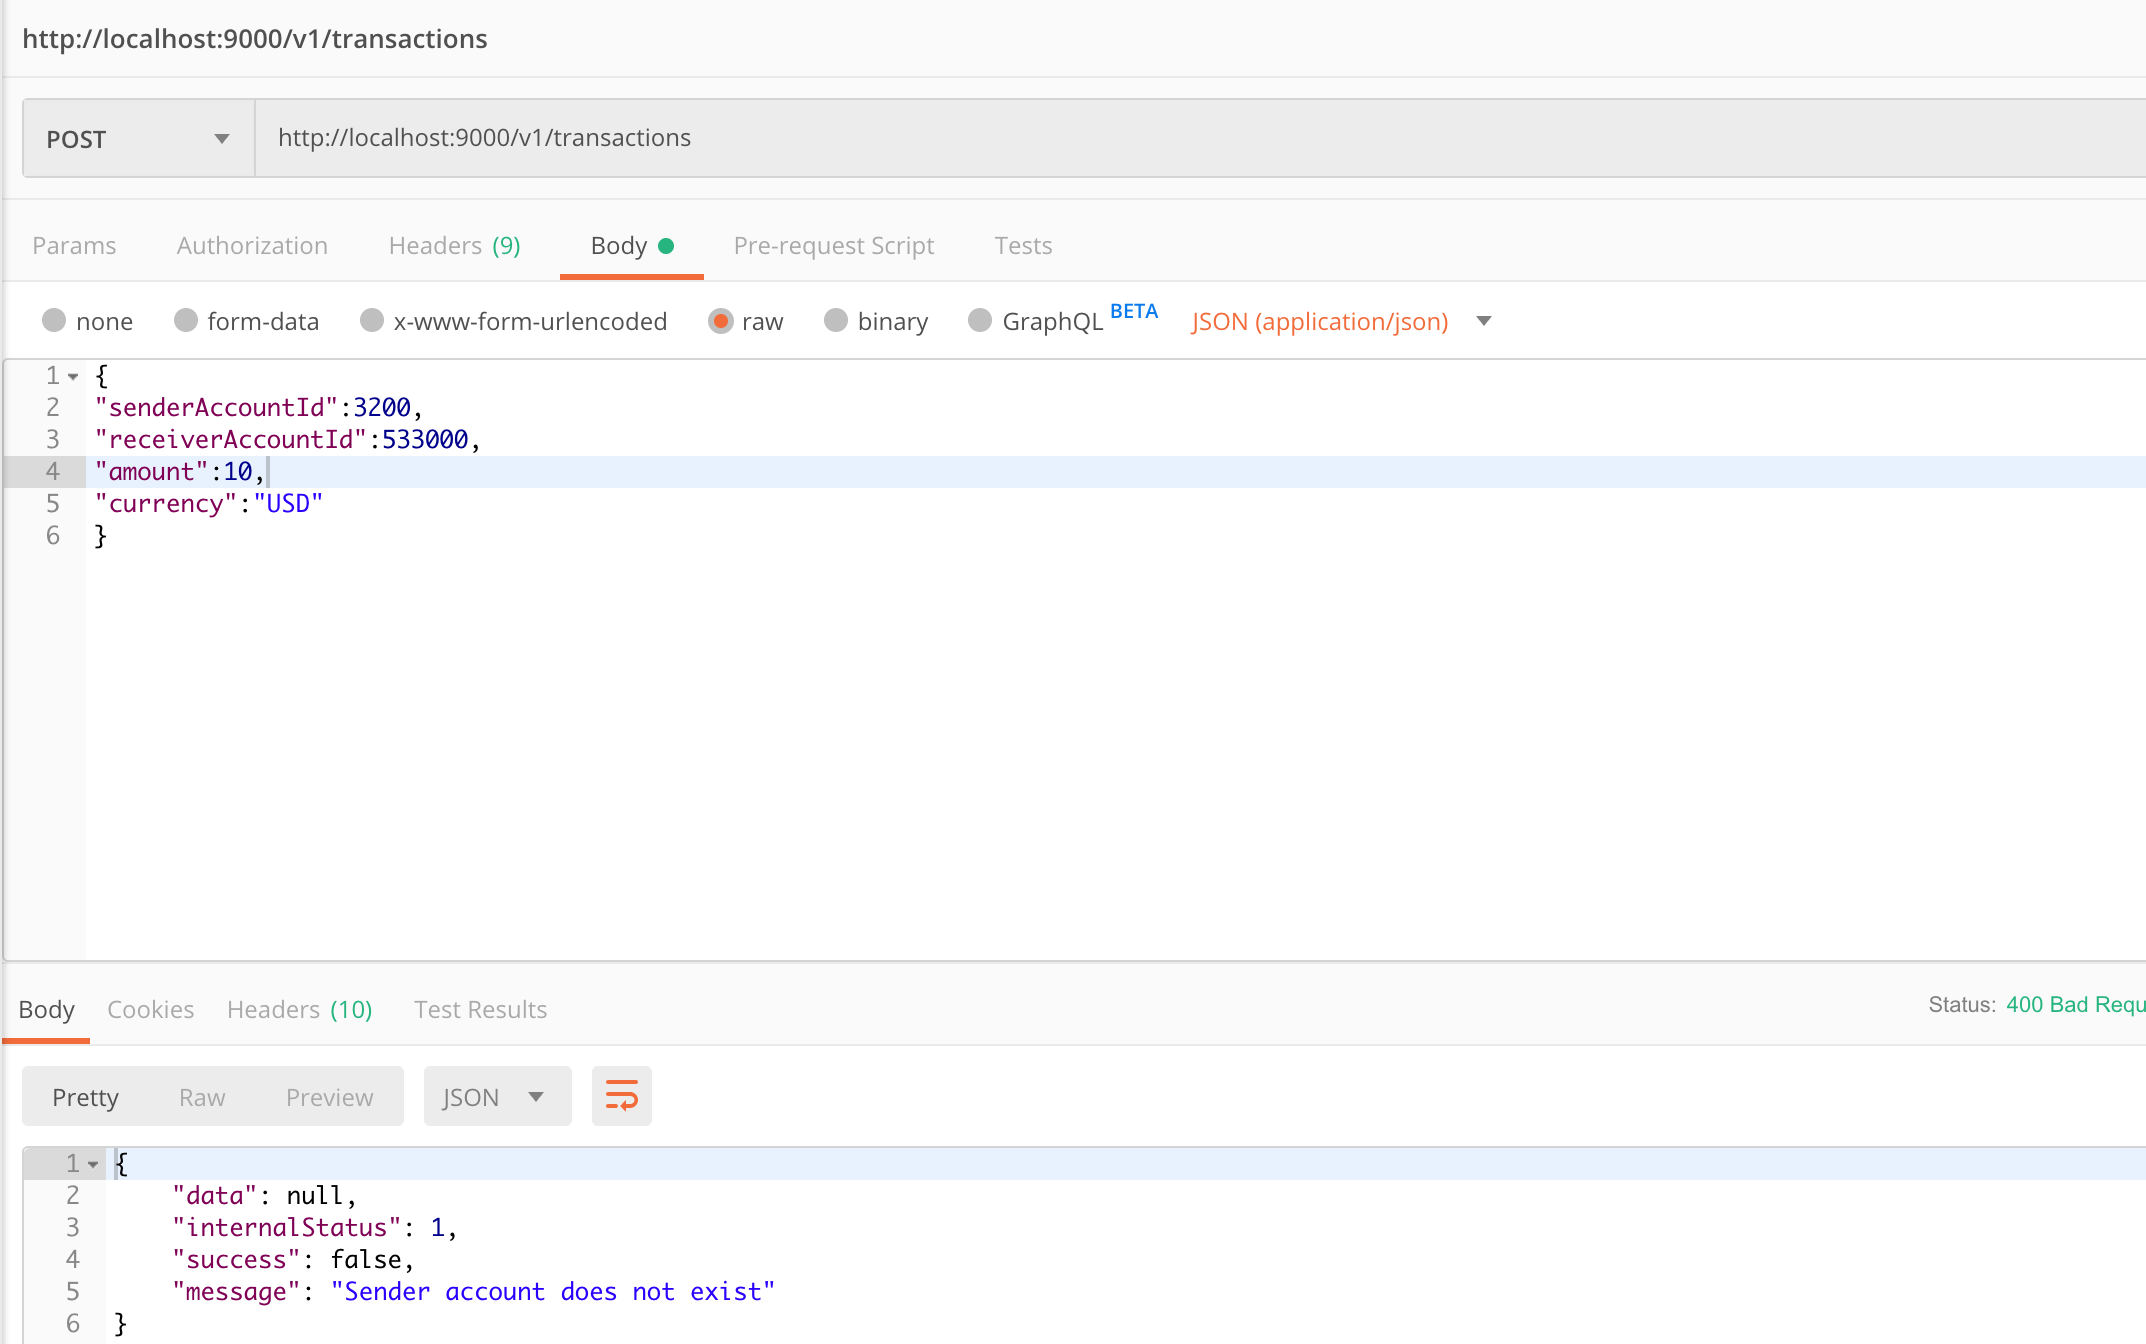 http://localhost:9000/v1/transactions
POST http://localhost:9000/v1/transactions
Params Authorization Headers (9) Body Pre-request Script Tests
none form-data x-www-form-urlencoded raw binary GraphQL BETA JSON (application/json)
1 {
2 "senderAccountId":3200,
3 "receiverAccountId":533000,
4 "amount":10,
5 "currency":"USD"
6 }
Body Cookies Headers (10) Test Results Status: 400 Bad Requ
Pretty Raw Preview JSON
1 {
2 "data": null,
3 "internalStatus": 1,
4 "success": false,
5 "message": "Sender account does not exist"
6 }